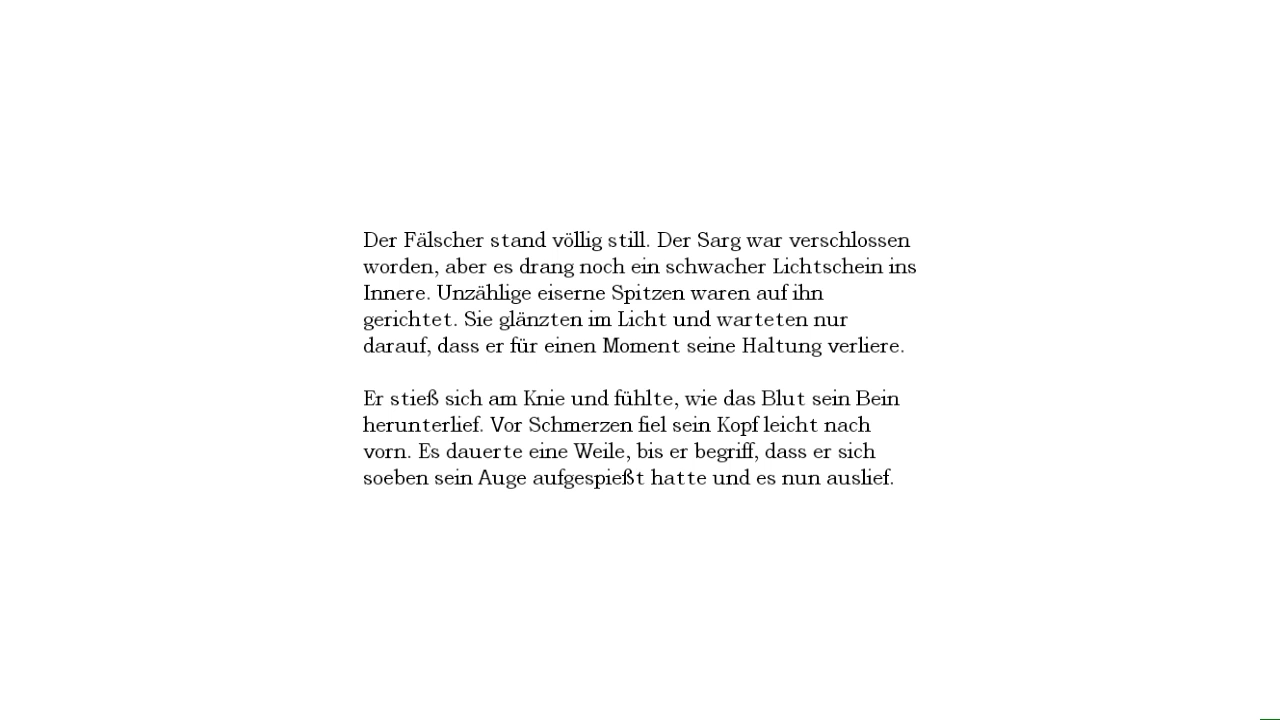 Der Fälscher stand völlig still. Der Sarg war verschlossen
worden, aber es drang noch ein schwacher Lichtschein ins
Innere. Unzählige eiserne Spitzen waren auf ihn
gerichtet. Sie glänzten im Licht und warteten nur
darauf, dass er für einen Moment seine Haltung verliere.

Er stieß sich am Knie und fühlte, wie das Blut sein Bein
herunterlief. Vor Schmerzen fiel sein Kopf leicht nach
vorn. Es dauerte eine Weile, bis er begriff, dass er sich
soeben sein Auge aufgespießt hatte und es nun auslief.